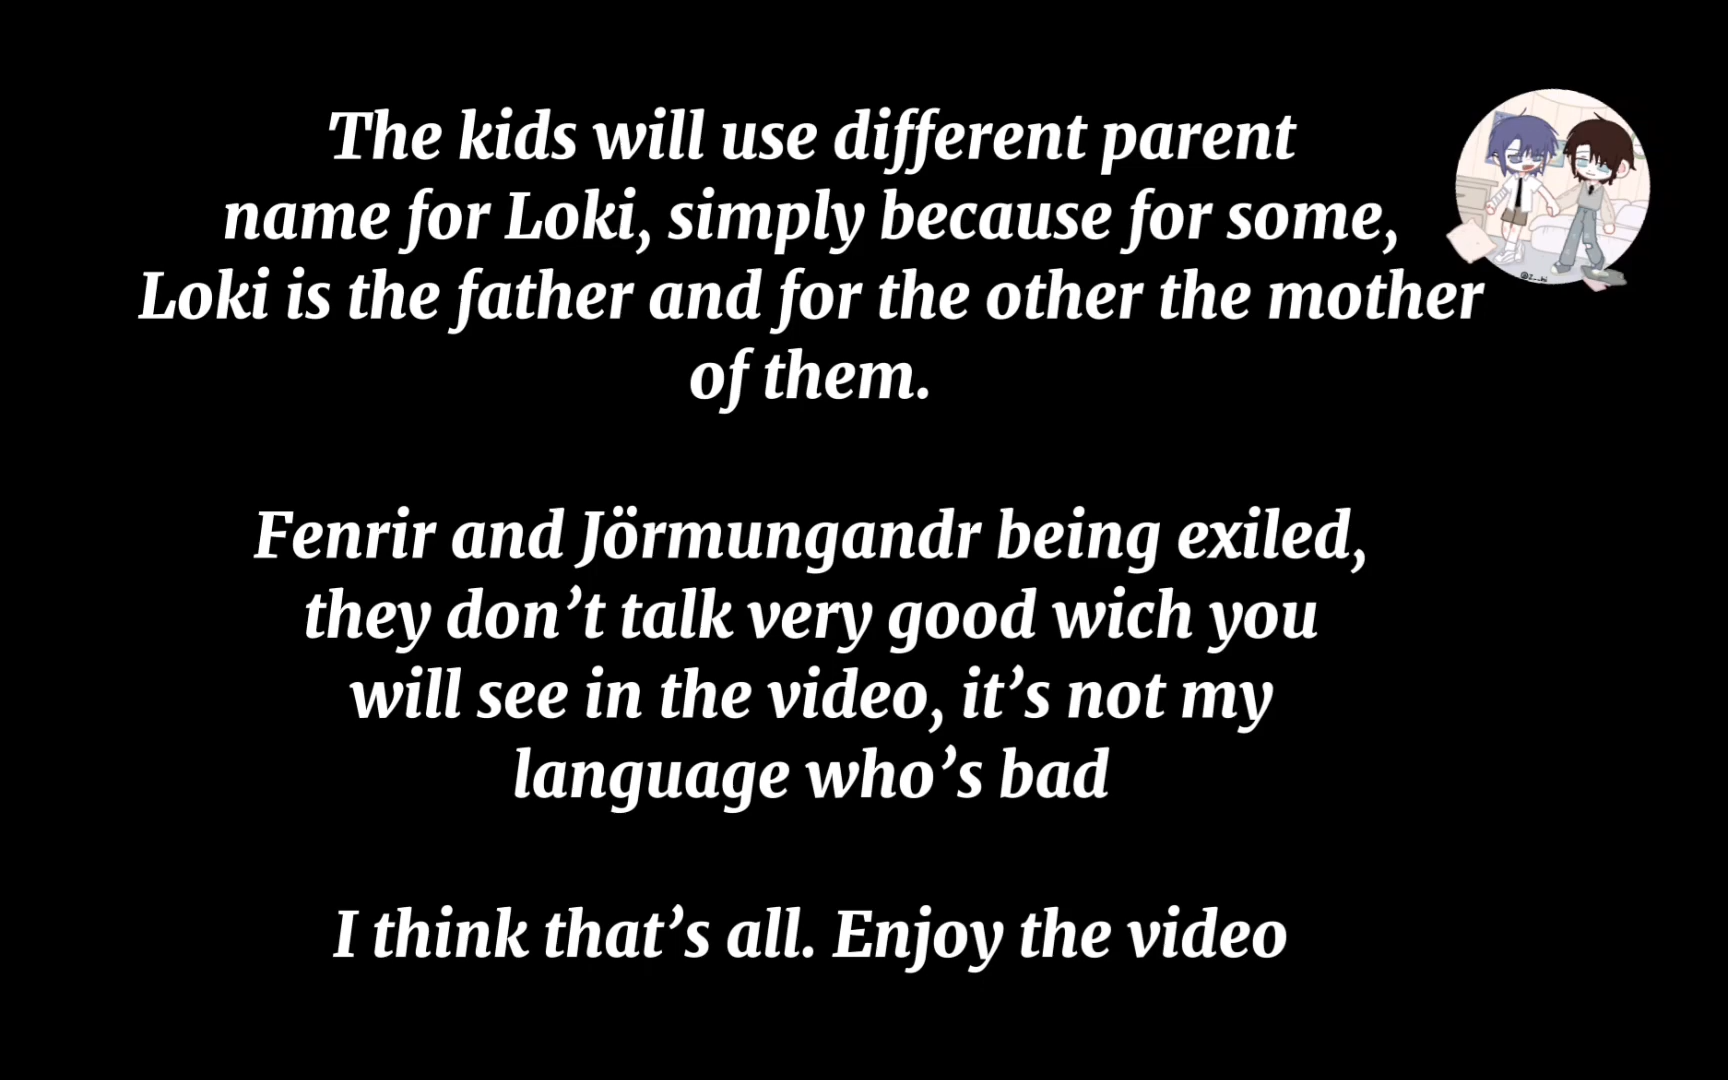 The kids will use different parent
name for Loki, simply because for some,
Loki is the father and for the other the mother
of them.
Fenrir and Jörmungandr being exiled,
they don’t talk very good wich you
will see in the video, it’s not my
language who’s bad
I think that’s all. Enjoy the video